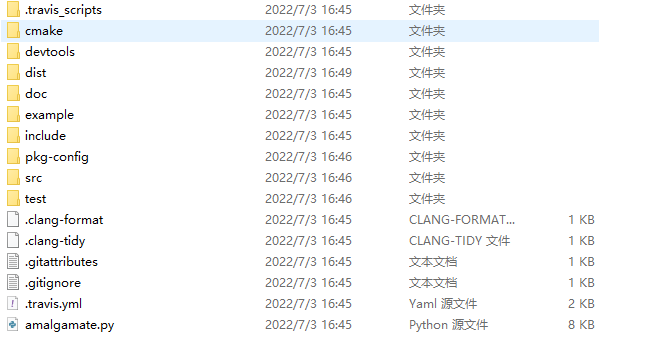 .travis_scripts 2022/7/3 16:45 文件夹
cmake 2022/7/3 16:45 文件夹
devtools 2022/7/3 16:45 文件夹
dist 2022/7/3 16:49 文件夹
doc 2022/7/3 16:45 文件夹
example 2022/7/3 16:45 文件夹
include 2022/7/3 16:45 文件夹
pkg-config 2022/7/3 16:46 文件夹
src 2022/7/3 16:46 文件夹
test 2022/7/3 16:46 文件夹
.clang-format 2022/7/3 16:45 CLANG-FORMAT... 1 KB
.clang-tidy 2022/7/3 16:45 CLANG-TIDY 文件 1 KB
.gitattributes 2022/7/3 16:45 文本文档 1 KB
.gitignore 2022/7/3 16:45 文本文档 1 KB
.travis.yml 2022/7/3 16:45 Yaml 源文件 2 KB
amalgamate.py 2022/7/3 16:45 Python 源文件 8 KB